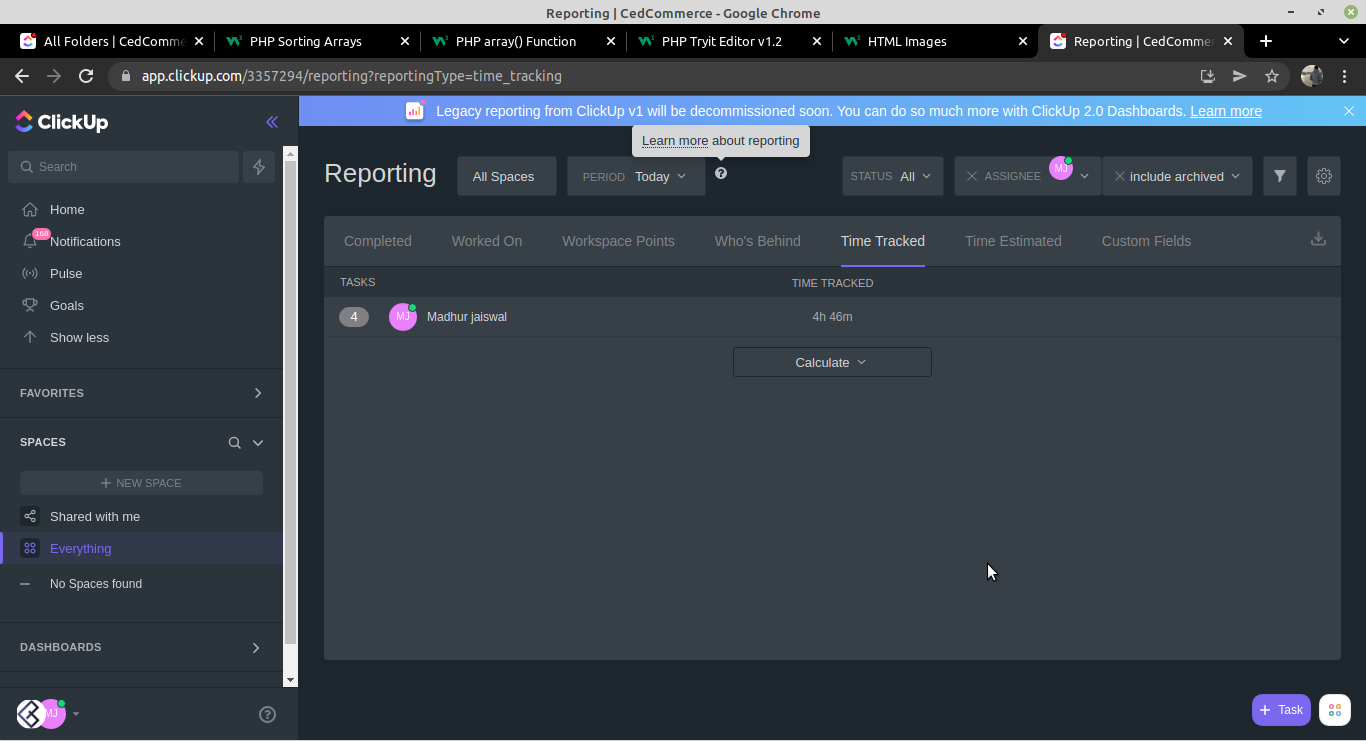 Reporting | CedCommerce - Google Chrome
All Folders | CedComme
PHP Sorting Arrays
PHP array() Function
PHP Tryit Editor v1.2
HTML Images
Reporting | CedCommer
app.clickup.com/3357294/reporting?reportingType=time_tracking
ClickUp
Legacy reporting from ClickUp v1 will be decommissioned soon. You can do so much more with ClickUp 2.0 Dashboards. Learn more
Learn more about reporting
Search
Reporting
All Spaces
PERIOD Today
STATUS All
ASSIGNEE MJ
include archived
Home
168
Notifications
Pulse
Goals
Show less
FAVORITES
SPACES
NEW SPACE
Shared with me
Everything
No Spaces found
DASHBOARDS
MJ
Completed Worked On Workspace Points Who's Behind Time Tracked Time Estimated Custom Fields
TASKS TIME TRACKED
4 MJ Madhur jaiswal 4h 46m
Calculate
+ Task